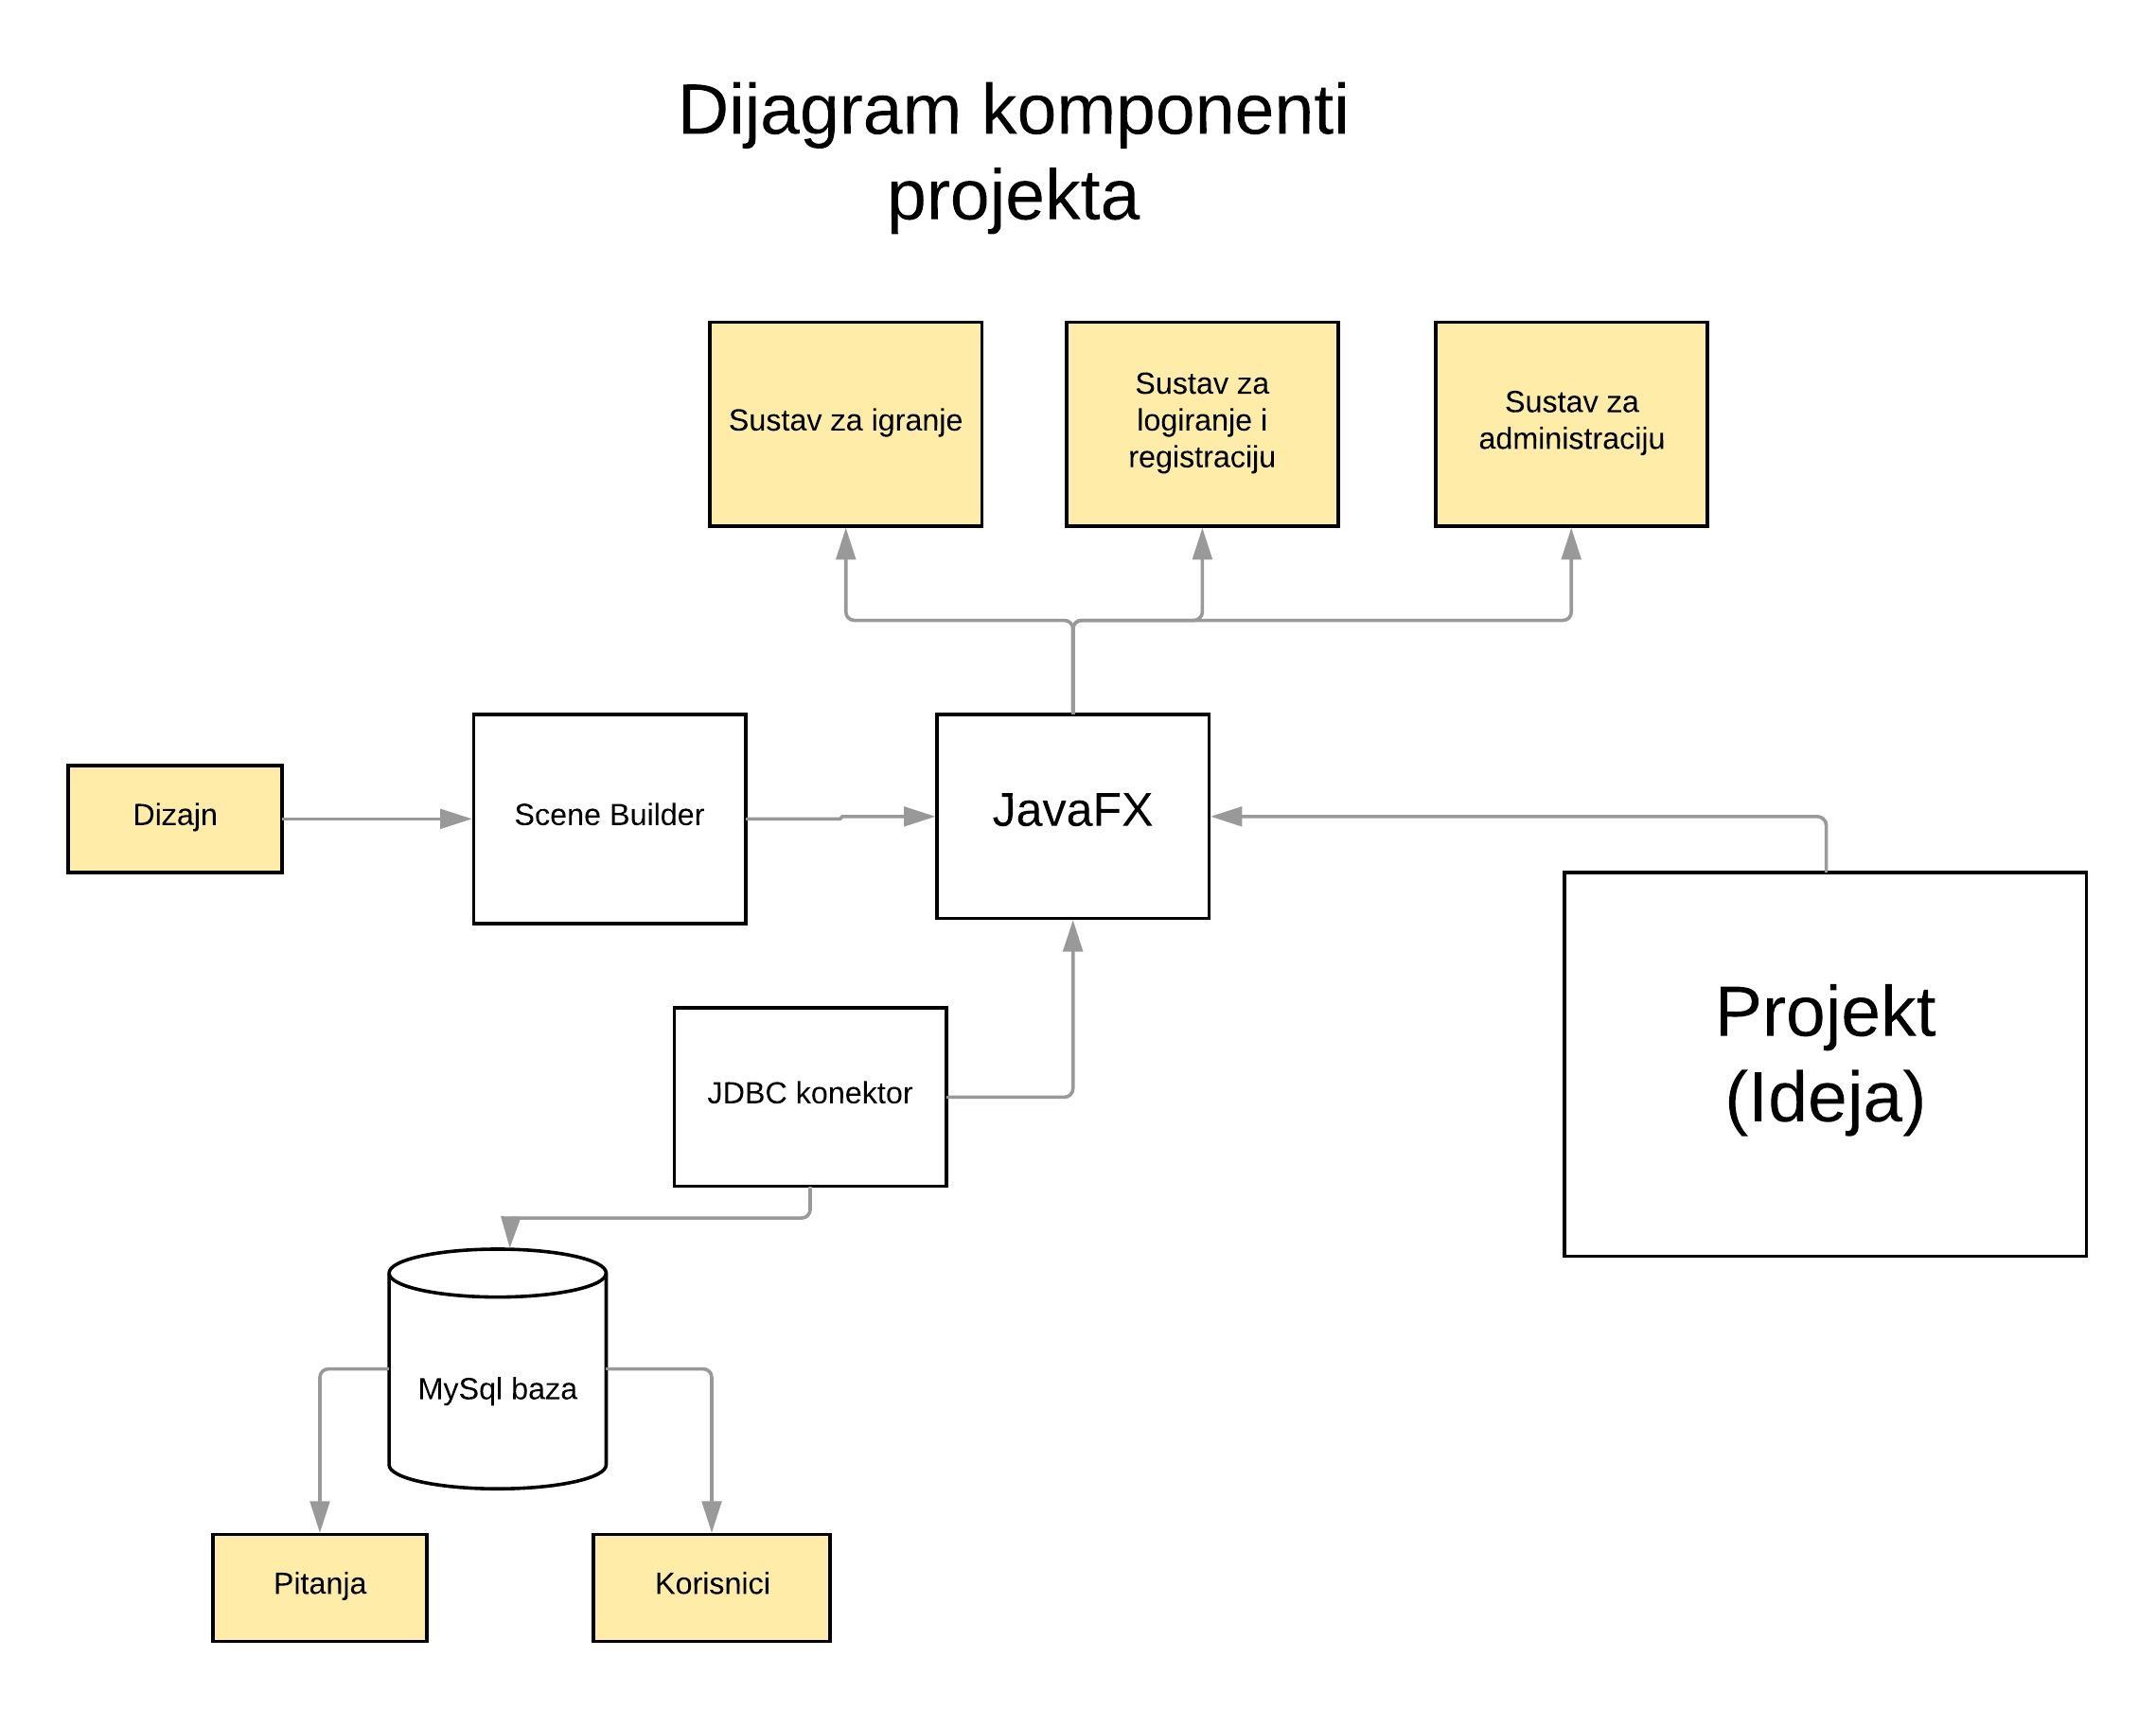 Dijagram komponenti
projekta
Sustav za igranje
Sustav za
logiranje i
registraciju
Sustav za
administraciju
Dizajn
Scene Builder
JavaFX
Projekt
(Ideja)
JDBC konektor
MySql baza
Pitanja
Korisnici